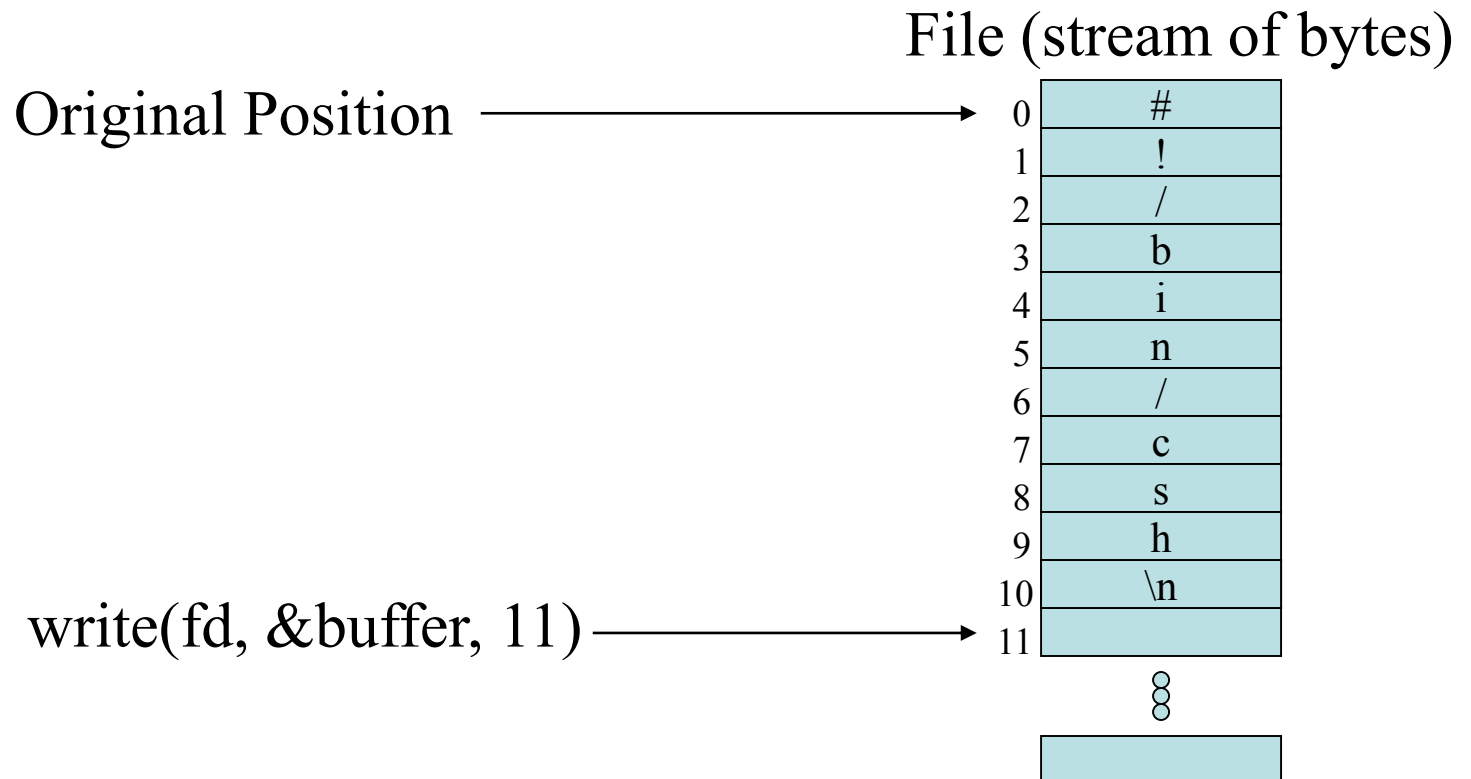 File (stream of bytes)
Original Position
0 #
1 !
2 /
3 b
4 i
5 n
6 /
7 c
8 s
9 h
10 \n
write(fd, &buffer, 11)
11